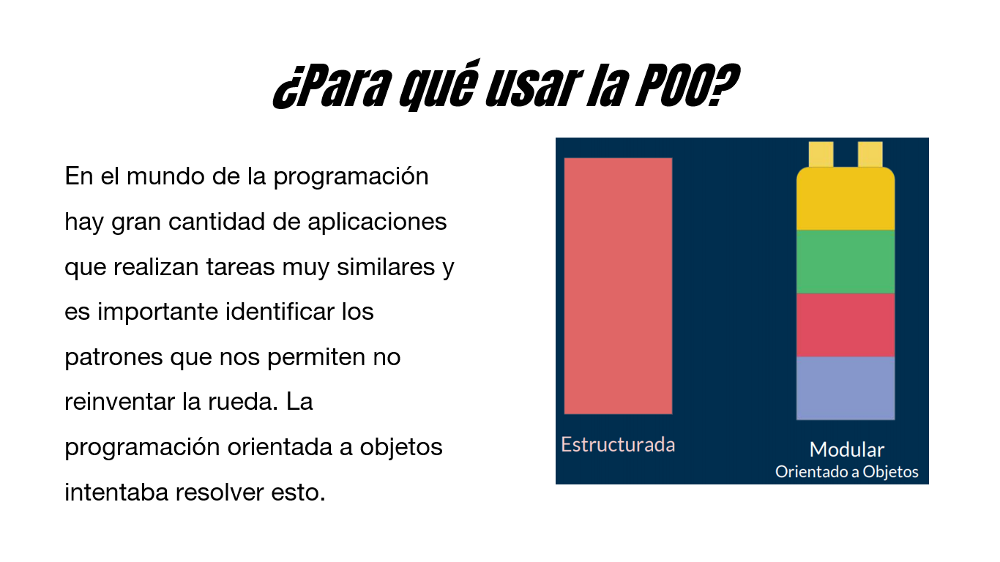 ¿Para qué usar la POO?
En el mundo de la programación
hay gran cantidad de aplicaciones
que realizan tareas muy similares y
es importante identificar los
patrones que nos permiten no
reinventar la rueda. La
programación orientada a objetos
intentaba resolver esto.
Estructurada
Modular
Orientado a Objetos